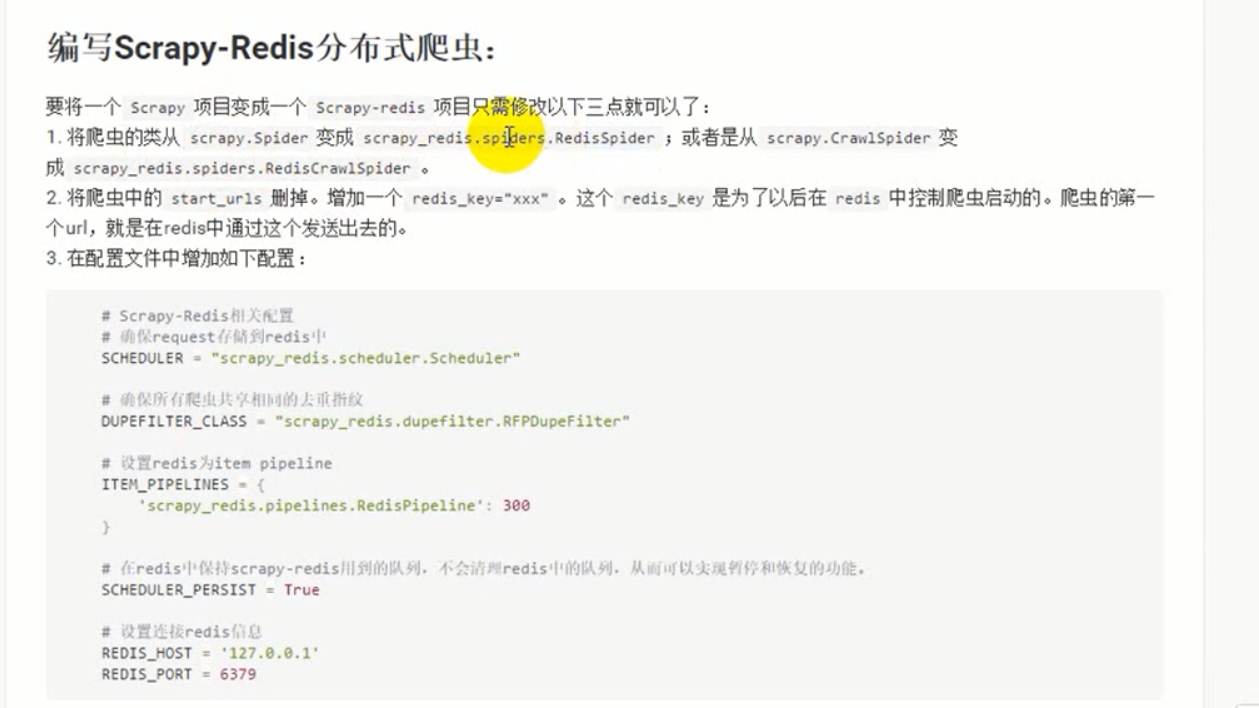 编写Scrapy-Redis分布式爬虫：
要将一个 Scrapy 项目变成一个 Scrapy-redis 项目只需修改以下三点就可以了：
1. 将爬虫的类从 scrapy.Spider 变成 scrapy_redis.spiders.RedisSpider ；或者是从 scrapy.CrawlSpider 变
成 scrapy_redis.spiders.RedisCrawlSpider 。
2. 将爬虫中的 start_urls 删掉。增加一个 redis_key="xxx" 。这个 redis_key 是为了以后在 redis 中控制爬虫启动的。爬虫的第一
个url，就是在redis中通过这个发送出去的。
3. 在配置文件中增加如下配置：
# Scrapy-Redis相关配置
# 确保request存储到redis中
SCHEDULER = "scrapy_redis.scheduler.Scheduler"
# 确保所有爬虫共享相同的去重指纹
DUPEFILTER_CLASS = "scrapy_redis.dupefilter.RFPDupeFilter"
# 设置redis为item pipeline
ITEM_PIPELINES = {
'scrapy_redis.pipelines.RedisPipeline': 300
}
# 在redis中保持scrapy-redis用到的队列，不会清理redis中的队列，从而可以实现暂停和恢复的功能。
SCHEDULER_PERSIST = True
# 设置连接redis信息
REDIS_HOST = '127.0.0.1'
REDIS_PORT = 6379